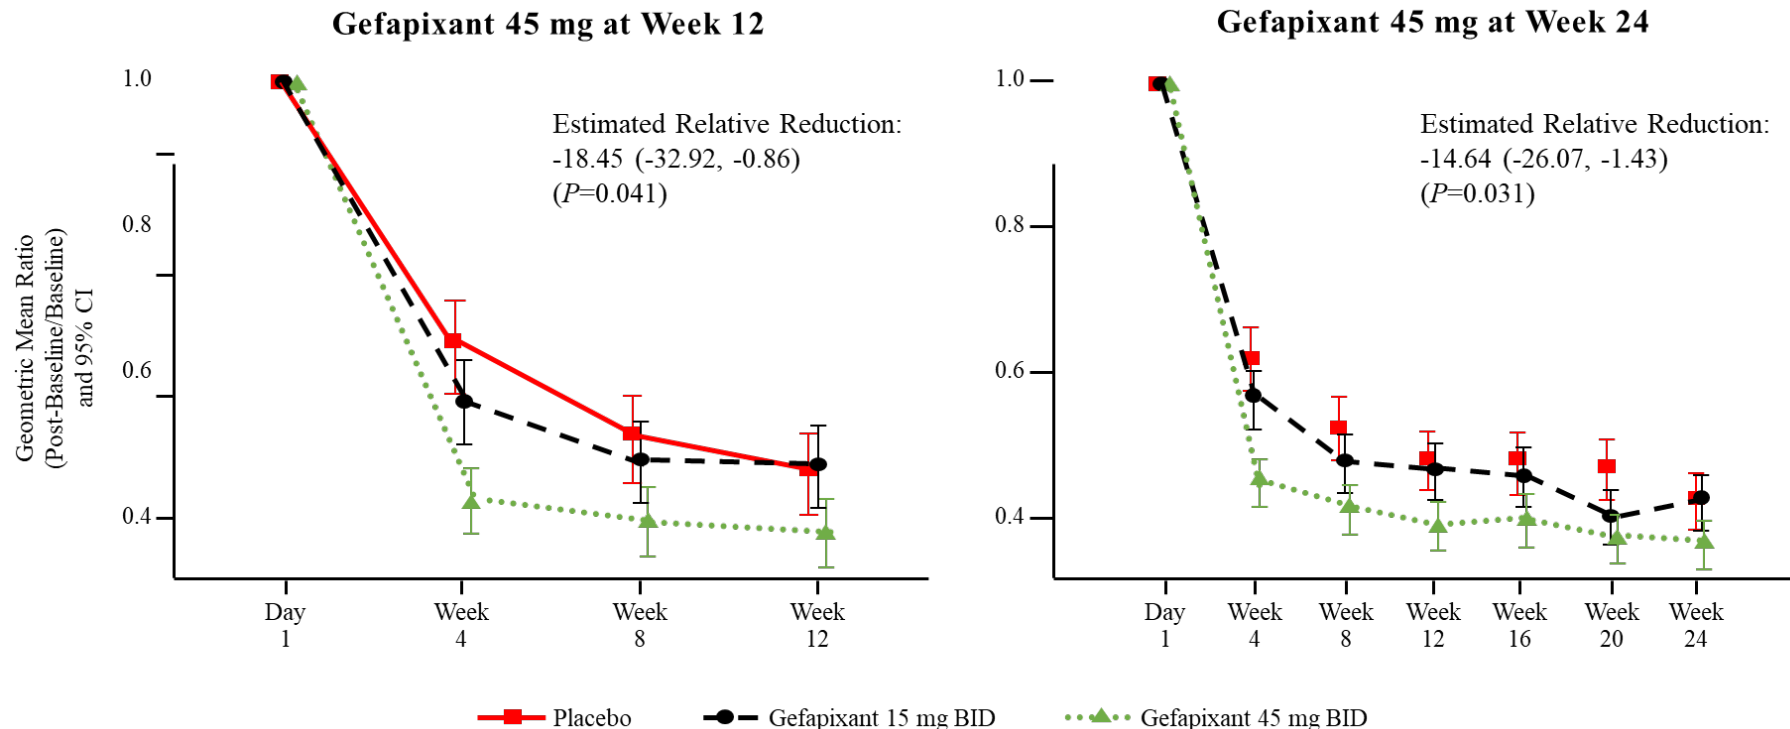 Gefapixant 45 mg at Week 12
Estimated Relative Reduction:
-18.45 (-32.92, -0.86)
(P=0.041)
Geometric Mean Ratio
(Post-Baseline/Baseline)
and 95% CI
1.0
0.8
0.6
0.4
Day
1
Week
4
Week
8
Week
12
Gefapixant 45 mg at Week 24
Estimated Relative Reduction:
-14.64 (-26.07, -1.43)
(P=0.031)
1.0
0.8
0.6
0.4
Day
1
Week
4
Week
8
Week
12
Week
16
Week
20
Week
24
Placebo
Gefapixant 15 mg BID
Gefapixant 45 mg BID